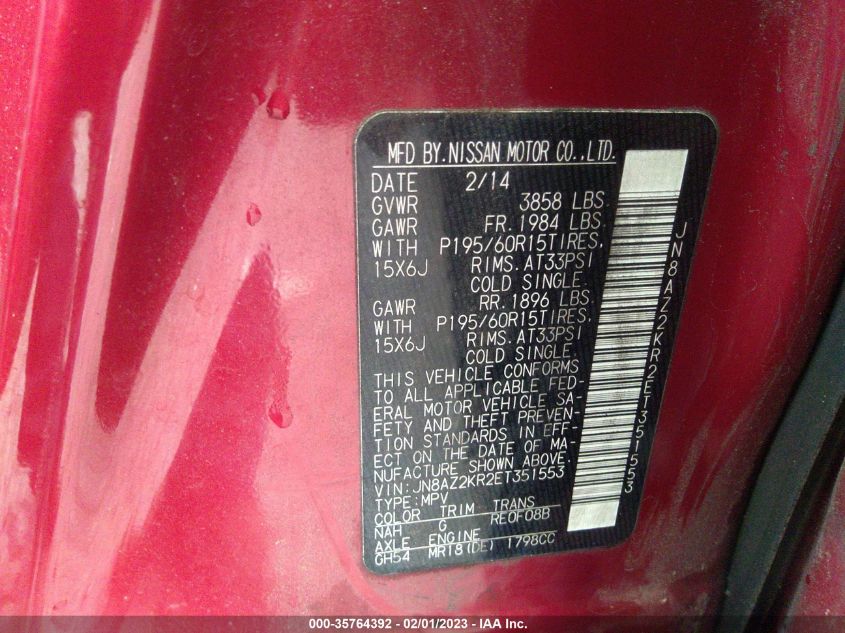 MFD BY.NISSAN MOTOR CO.,LTD.
DATE 2/14
GVWR 3858 LBS.
GAWR FR.1984 LBS.
WITH P195/60R15TIRES,
15X6J RIMS.AT33PSI
COLD SINGLE.
GAWR RR.1896 LBS.
WITH P195/60R15TIRES,
15X6J RIMS.AT33PSI
COLD SINGLE.
THIS VEHICLE CONFORMS
TO ALL APPLICABLE FED-
ERAL MOTOR VEHICLE SA-
FETY AND THEFT PREVEN-
TION STANDARDS IN EFF-
ECT ON THE DATE OF MA-
NUFACTURE SHOWN ABOVE.
VIN:JN8AZ2KR2ET351553
TYPE:MPV
COLOR TRIM TRANS
NAH G RE0F08B
AXLE ENGINE
GH54 MR18(DE) 1798CC
JN8AZ2KR2ET351553
000-35764392 - 02/01/2023 - IAA Inc.